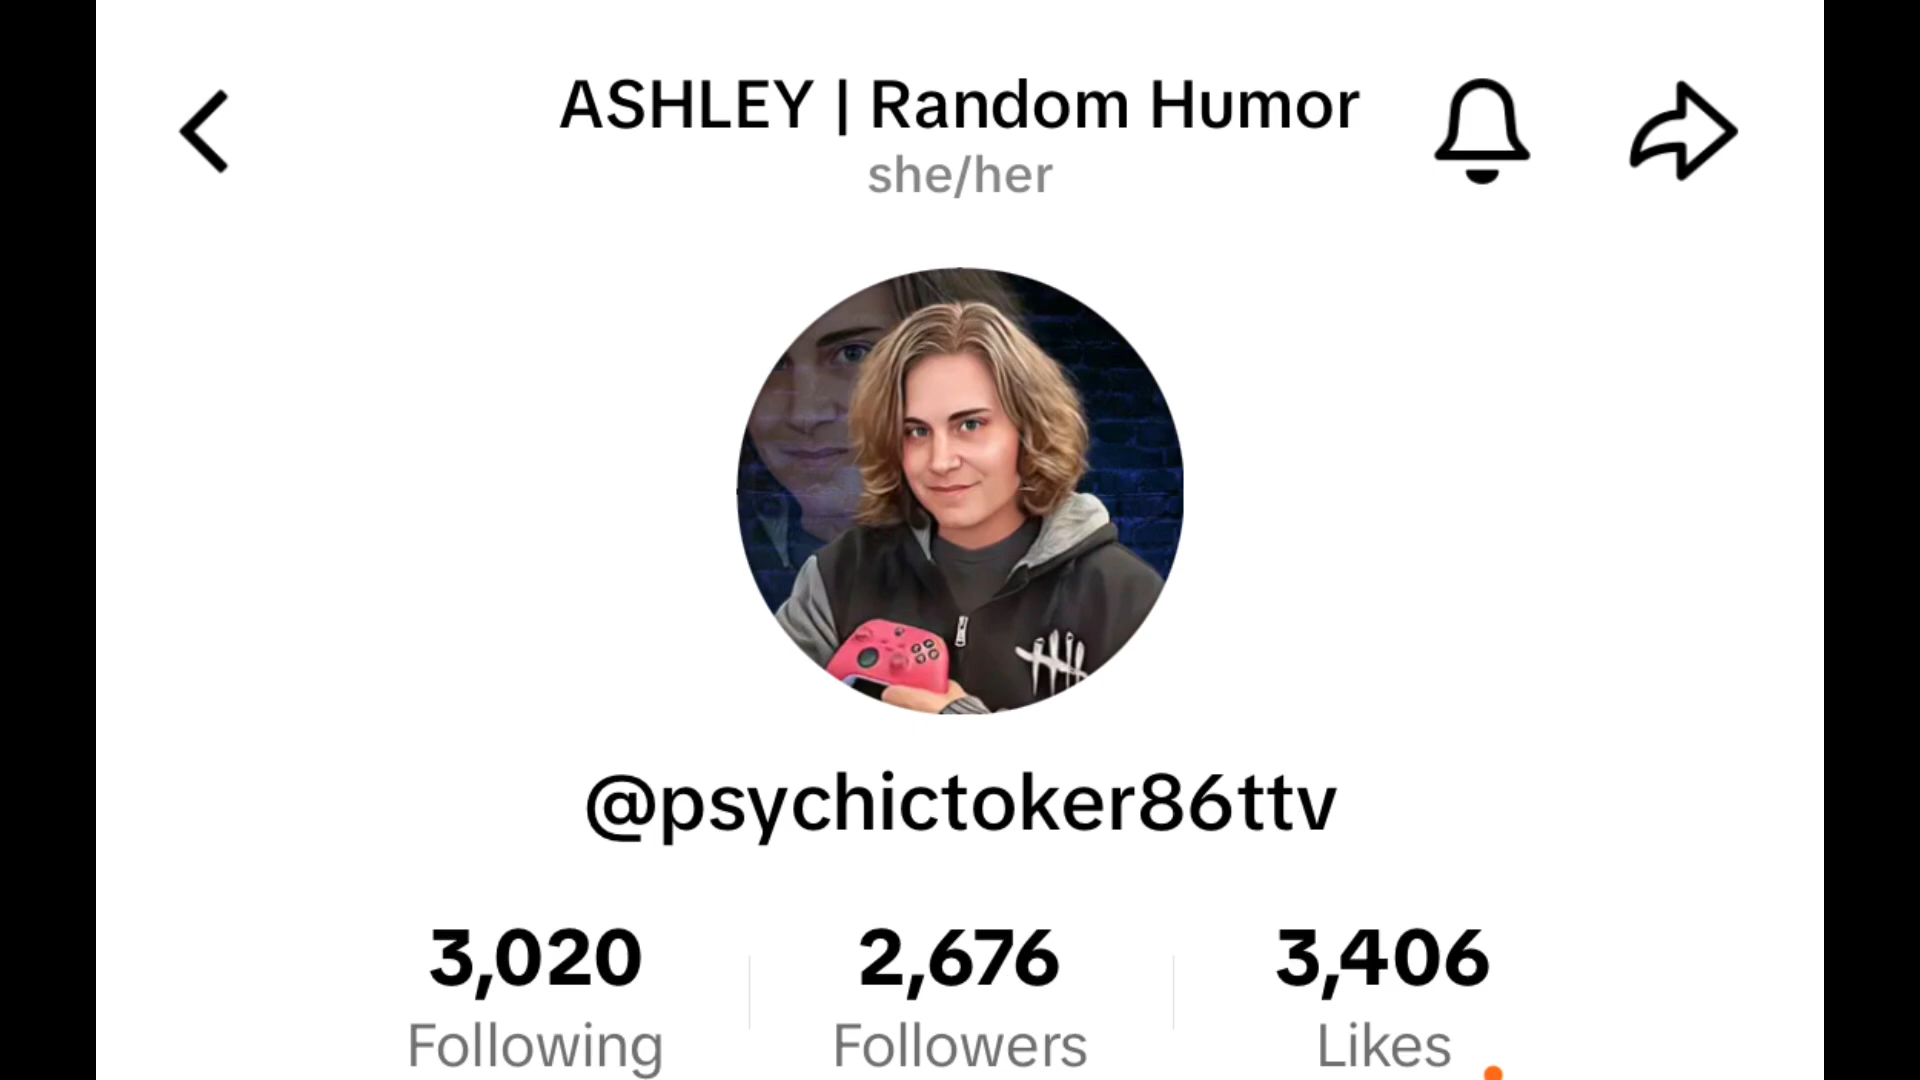 ASHLEY | Random Humor
she/her
@psychictoker86ttv
3,020 2,676 3,406
Following Followers Likes